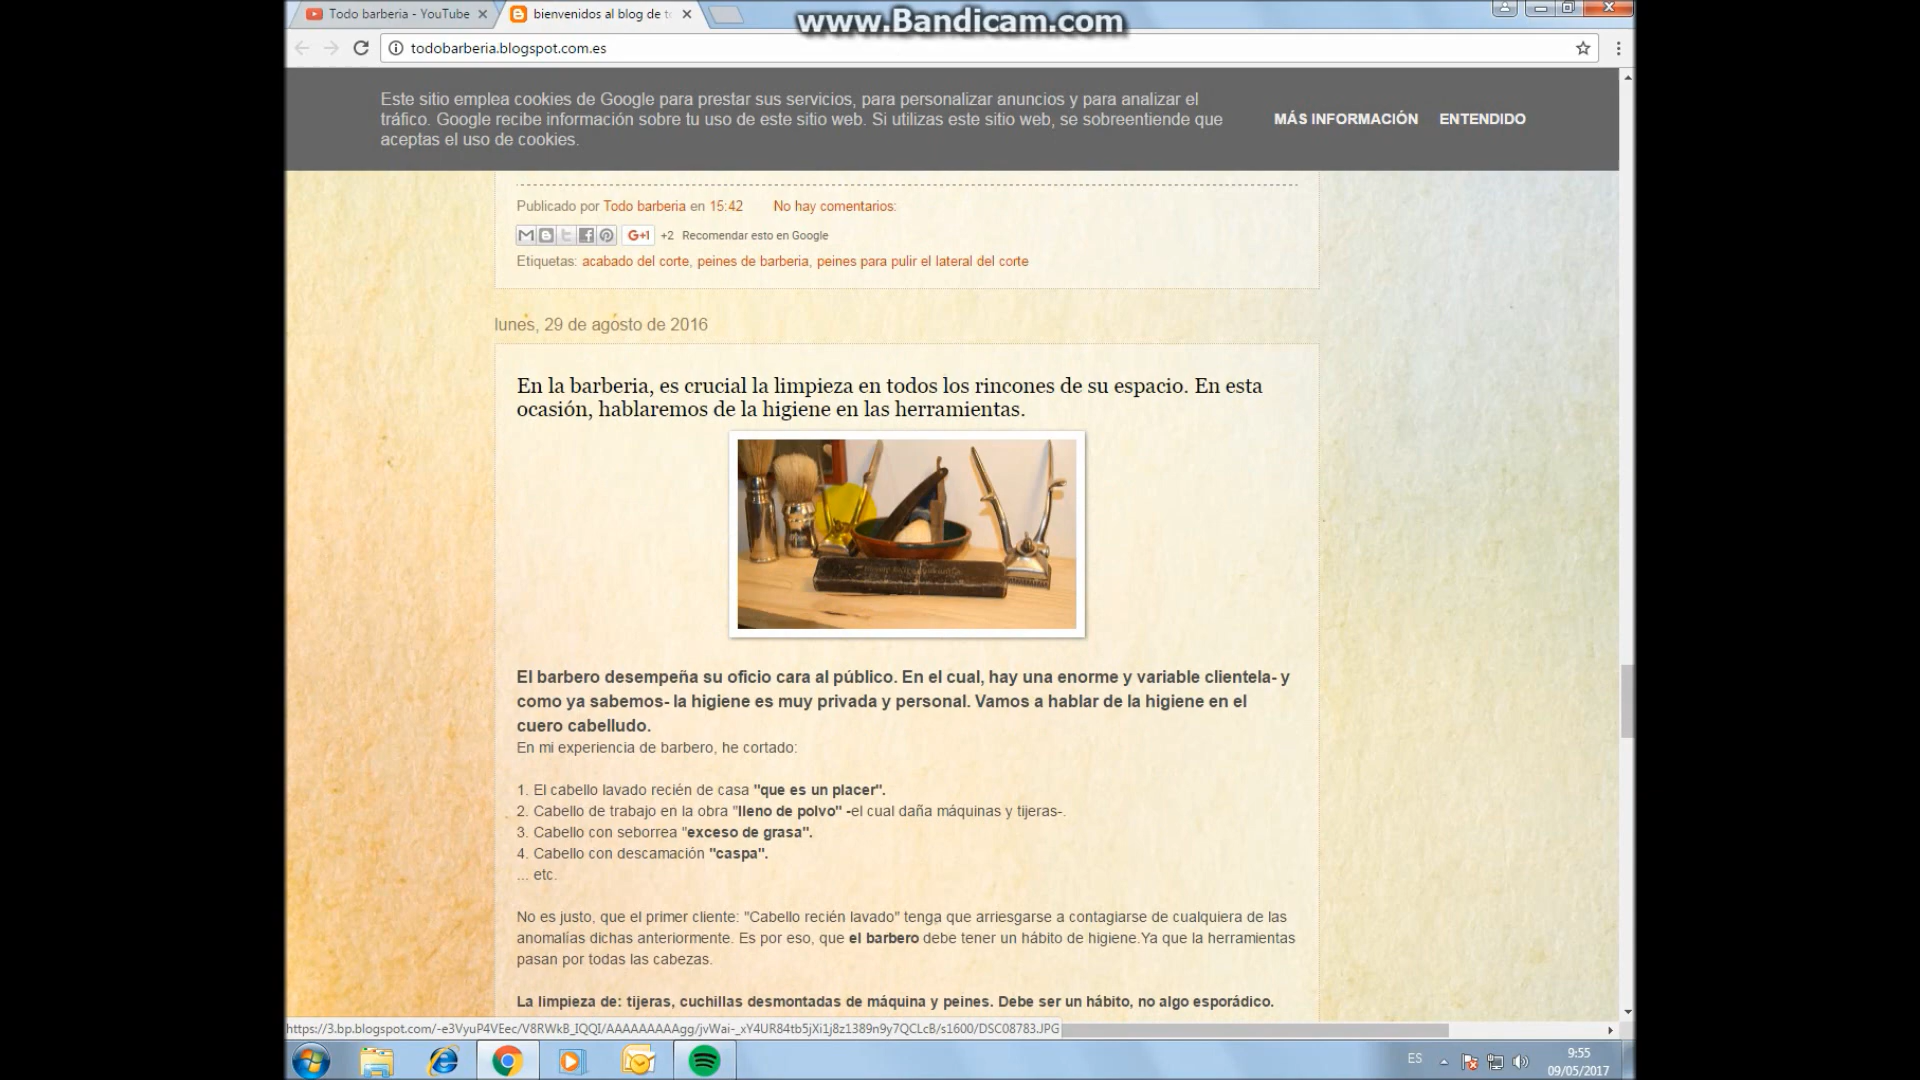 Todo barberia - YouTube
bienvenidos al blog de t
www.Bandicam.com
todobarberia.blogspot.com.es
Este sitio emplea cookies de Google para prestar sus servicios, para personalizar anuncios y para analizar el
tráfico. Google recibe información sobre tu uso de este sitio web. Si utilizas este sitio web, se sobreentiende que
aceptas el uso de cookies.
MÁS INFORMACIÓN
ENTENDIDO
Publicado por Todo barberia en 15:42 No hay comentarios:
G+1 +2 Recomendar esto en Google
Etiquetas: acabado del corte, peines de barberia, peines para pulir el lateral del corte
lunes, 29 de agosto de 2016
En la barberia, es crucial la limpieza en todos los rincones de su espacio. En esta
ocasión, hablaremos de la higiene en las herramientas.
El barbero desempeña su oficio cara al público. En el cual, hay una enorme y variable clientela- y
como ya sabemos- la higiene es muy privada y personal. Vamos a hablar de la higiene en el
cuero cabelludo.
En mi experiencia de barbero, he cortado:
1. El cabello lavado recién de casa "que es un placer".
2. Cabello de trabajo en la obra "lleno de polvo" -el cual daña máquinas y tijeras-.
3. Cabello con seborrea "exceso de grasa".
4. Cabello con descamación "caspa".
... etc.
No es justo, que el primer cliente: "Cabello recién lavado" tenga que arriesgarse a contagiarse de cualquiera de las
anomalías dichas anteriormente. Es por eso, que el barbero debe tener un hábito de higiene.Ya que la herramientas
pasan por todas las cabezas.
La limpieza de: tijeras, cuchillas desmontadas de máquina y peines. Debe ser un hábito, no algo esporádico.
https://3.bp.blogspot.com/-e3VyuP4VEec/V8RWkB_IQQI/AAAAAAAAAgg/jvWai-_xY4UR84tb5jXi1j8z1389n9y7QCLcB/s1600/DSC08783.JPG
ES
9:55
09/05/2017